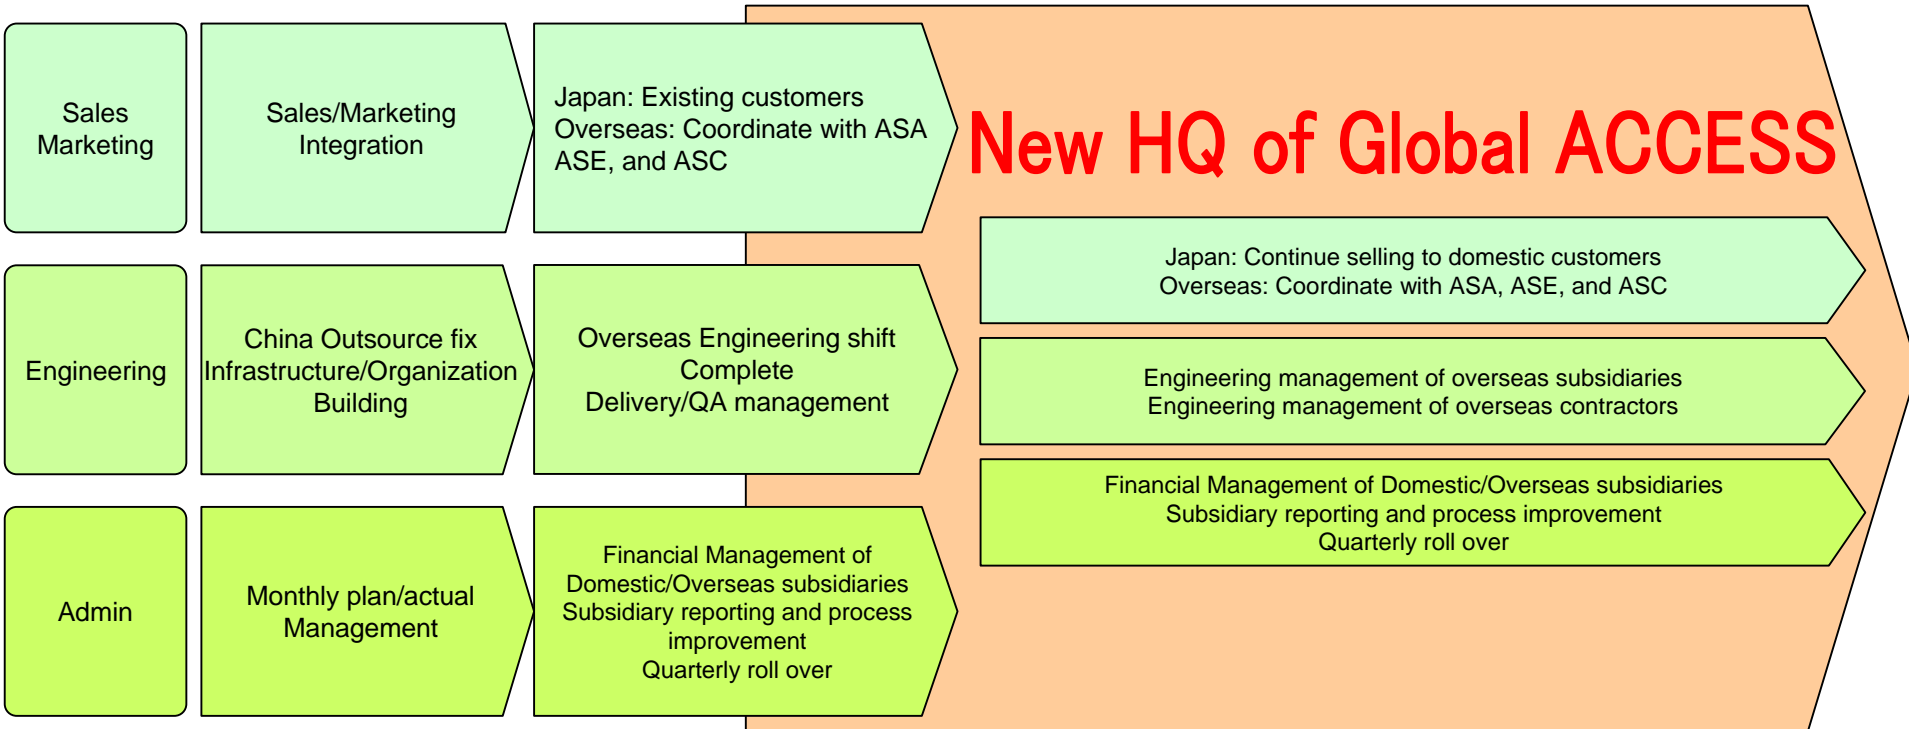 Sales
Marketing
Sales/Marketing
Integration
Japan: Existing customers
Overseas: Coordinate with ASA
ASE, and ASC
New HQ of Global ACCESS
Japan: Continue selling to domestic customers
Overseas: Coordinate with ASA, ASE, and ASC
Engineering
China Outsource fix
Infrastructure/Organization
Building
Overseas Engineering shift
Complete
Delivery/QA management
Engineering management of overseas subsidiaries
Engineering management of overseas contractors
Admin
Monthly plan/actual
Management
Financial Management of
Domestic/Overseas subsidiaries
Subsidiary reporting and process
improvement
Quarterly roll over
Financial Management of Domestic/Overseas subsidiaries
Subsidiary reporting and process improvement
Quarterly roll over